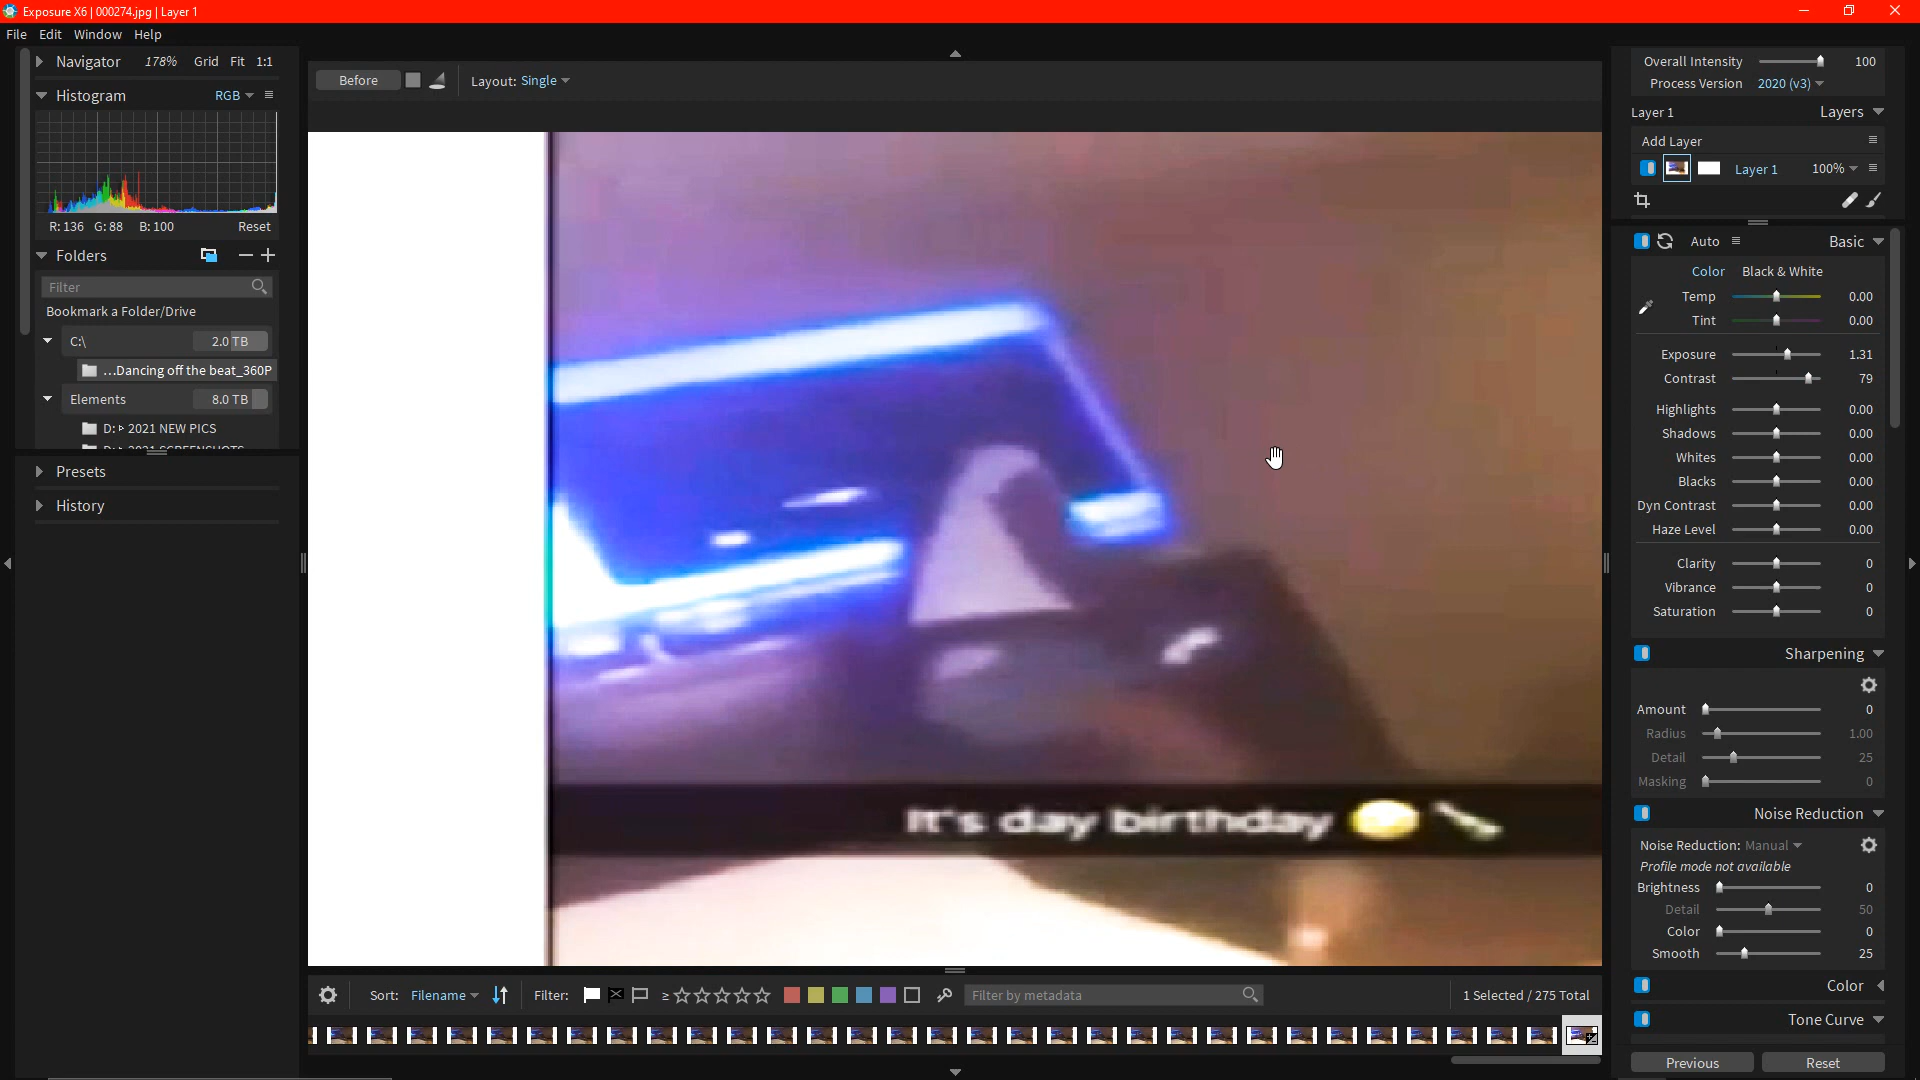 Exposure X6 | 000274.jpg | Layer 1
File Edit Window Help
Navigator 178% Grid Fit 1:1
Histogram RGB
R: 136 G: 88 B: 100 Reset
Folders
Filter
Bookmark a Folder/Drive
C:\ 2.0 TB
...Dancing off the beat_360P
Elements 8.0 TB
D: 2021 NEW PICS
D: 2021 SCREENSHOTS
Presets
History
Before Layout: Single
It's day birthday
Sort: Filename Filter: ≥ Filter by metadata 1 Selected / 275 Total
Overall Intensity 100
Process Version 2020 (v3)
Layer 1 Layers
Add Layer
Layer 1 100%
Auto Basic
Color Black & White
Temp 0.00
Tint 0.00
Exposure 1.31
Contrast 79
Highlights 0.00
Shadows 0.00
Whites 0.00
Blacks 0.00
Dyn Contrast 0.00
Haze Level 0.00
Clarity 0
Vibrance 0
Saturation 0
Sharpening
Amount 0
Radius 1.00
Detail 25
Masking 0
Noise Reduction
Noise Reduction: Manual
Profile mode not available
Brightness 0
Detail 50
Color 0
Smooth 25
Color
Tone Curve
Previous Reset